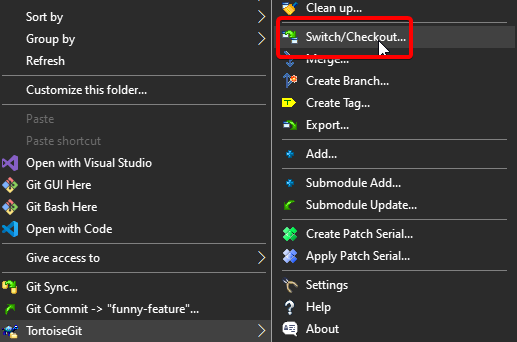 Sort by
Group by
Refresh
Customize this folder...
Paste
Paste shortcut
Open with Visual Studio
Git GUI Here
Git Bash Here
Open with Code
Give access to
Git Sync...
Git Commit -> "funny-feature"...
TortoiseGit
Clean up...
Switch/Checkout...
Merge...
Create Branch...
Create Tag...
Export...
Add...
Submodule Add...
Submodule Update...
Create Patch Serial...
Apply Patch Serial...
Settings
Help
About